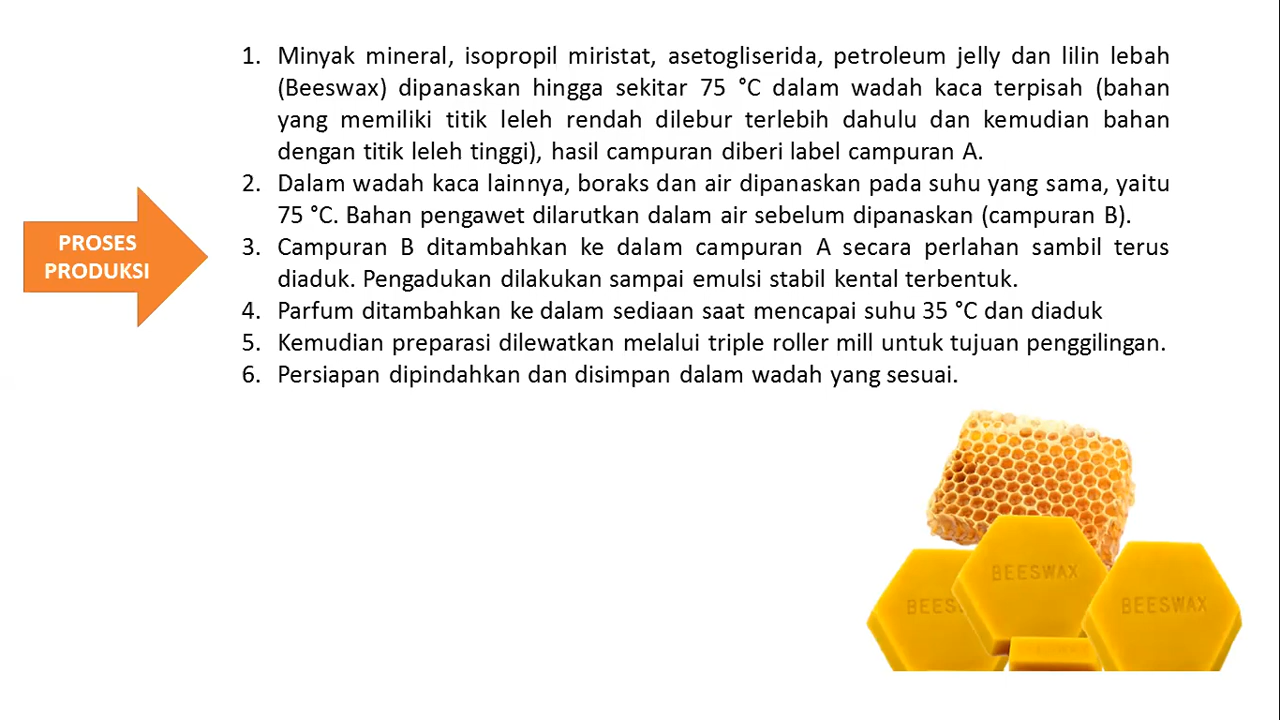 1. Minyak mineral, isopropil miristat, asetogliserida, petroleum jelly dan lilin lebah
(Beeswax) dipanaskan hingga sekitar 75 °C dalam wadah kaca terpisah (bahan
yang memiliki titik leleh rendah dilebur terlebih dahulu dan kemudian bahan
dengan titik leleh tinggi), hasil campuran diberi label campuran A.
2. Dalam wadah kaca lainnya, boraks dan air dipanaskan pada suhu yang sama, yaitu
75 °C. Bahan pengawet dilarutkan dalam air sebelum dipanaskan (campuran B).
3. Campuran B ditambahkan ke dalam campuran A secara perlahan sambil terus
diaduk. Pengadukan dilakukan sampai emulsi stabil kental terbentuk.
4. Parfum ditambahkan ke dalam sediaan saat mencapai suhu 35 °C dan diaduk
5. Kemudian preparasi dilewatkan melalui triple roller mill untuk tujuan penggilingan.
6. Persiapan dipindahkan dan disimpan dalam wadah yang sesuai.
PROSES
PRODUKSI
BEESWAX
BEES
BEESWAX